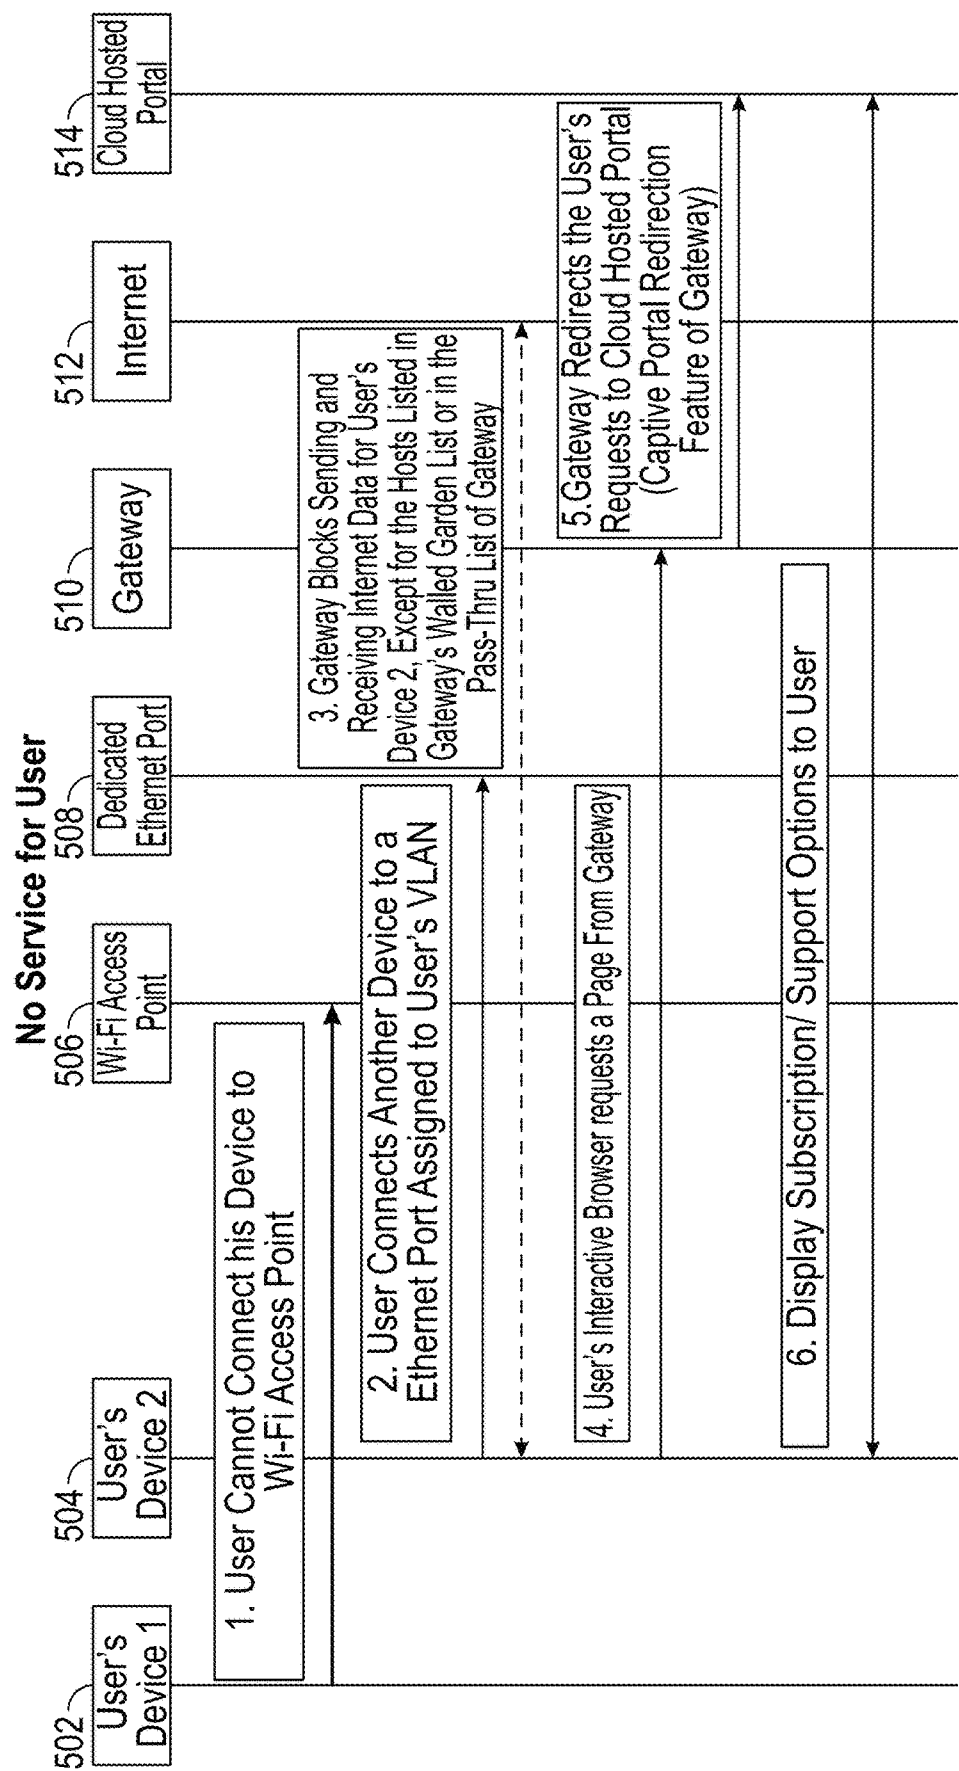 No Service for User
502
504
506
508
510
512
514
User's
Device 1
User's
Device 2
Wi-Fi Access
Point
Dedicated
Ethernet Port
Gateway
Internet
Cloud Hosted
Portal
1. User Cannot Connect his Device to
Wi-Fi Access Point
2. User Connects Another Device to a
Ethernet Port Assigned to User's VLAN
3. Gateway Blocks Sending and
Receiving Internet Data for User's
Device 2, Except for the Hosts Listed in
Gateway's Walled Garden List or in the
Pass-Thru List of Gateway
4. User's Interactive Browser requests a Page From Gateway
5.Gateway Redirects the User's
Requests to Cloud Hosted Portal
(Captive Portal Redirection
Feature of Gateway)
6. Display Subscription/ Support Options to User